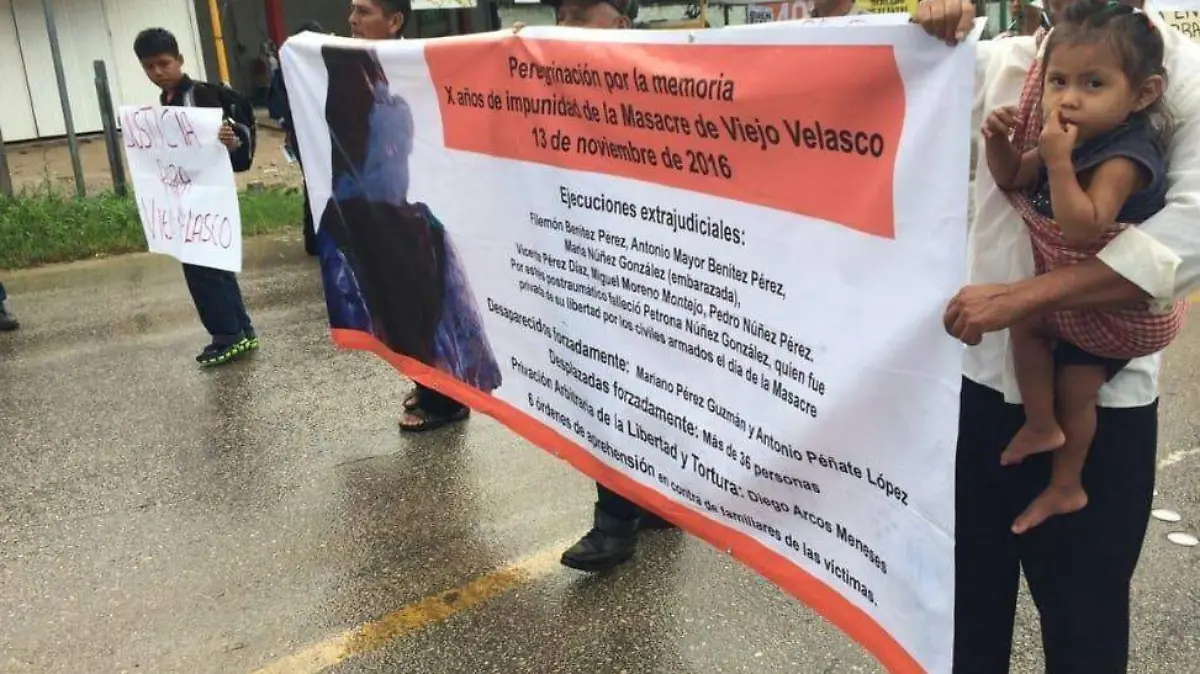 Peregrinación por la memoria
X años de impunidad de la Masacre de Viejo Velasco
13 de noviembre de 2016
Ejecuciones extrajudiciales:
Filemón Benítez Pérez, Antonio Mayor Benítez Pérez,
María Núñez González (embarazada),
Vicente Pérez Díaz, Miguel Moreno Montejo, Pedro Núñez Pérez.
Por estrés postraumático falleció Petrona Núñez González, quien fue
privada de su libertad por los civiles armados el día de la Masacre
Desaparecidos forzadamente: Mariano Pérez Guzmán y Antonio Péñate López
Desplazadas forzadamente: Más de 36 personas
Privación Arbitraria de la Libertad y Tortura: Diego Arcos Meneses
6 órdenes de aprehensión en contra de familiares de las víctimas.
JUSTICIA
PARA
VIEJO VELASCO